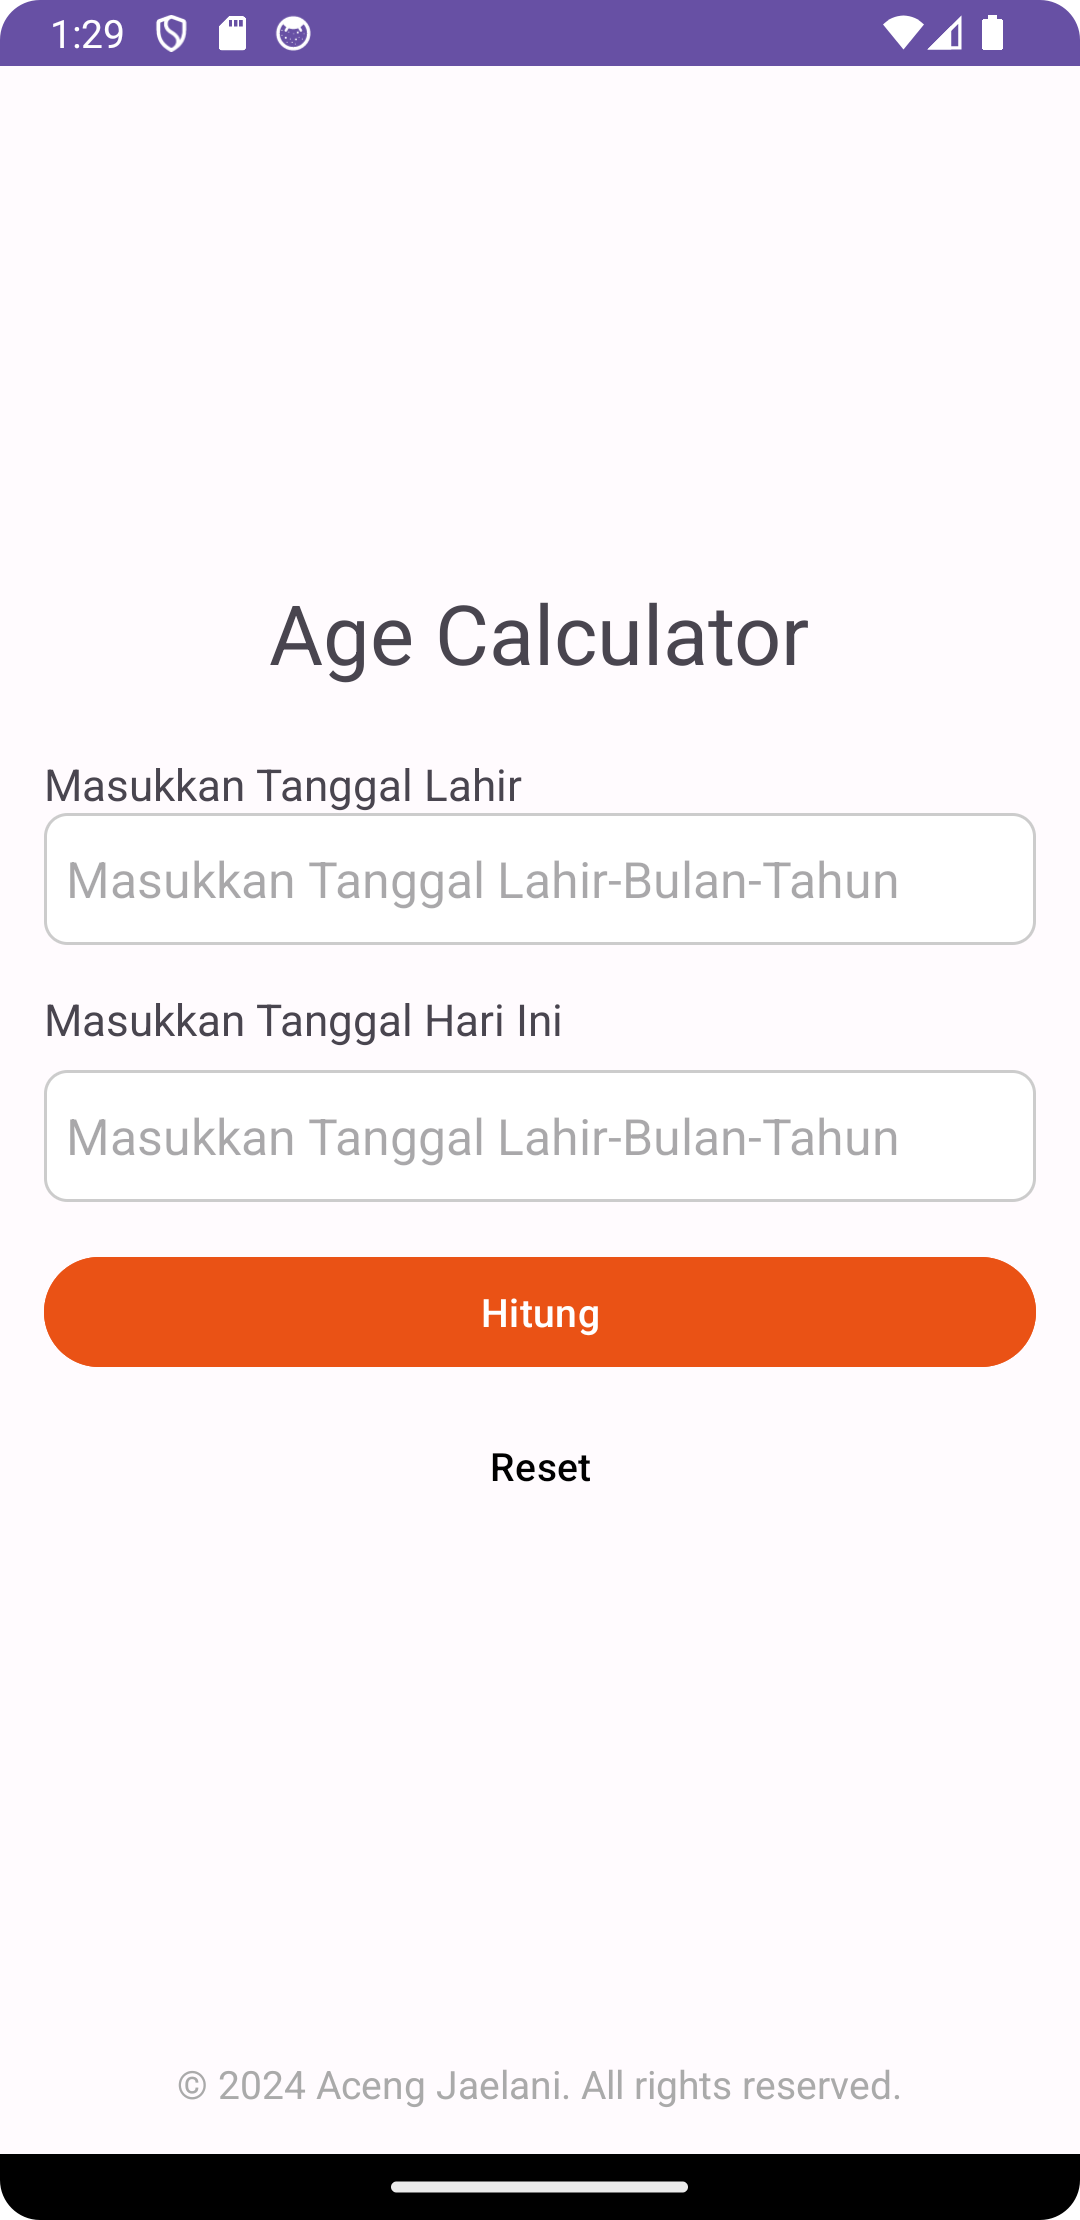 1:29
Age Calculator
Masukkan Tanggal Lahir
Masukkan Tanggal Lahir-Bulan-Tahun
Masukkan Tanggal Hari Ini
Masukkan Tanggal Lahir-Bulan-Tahun
Hitung
Reset
© 2024 Aceng Jaelani. All rights reserved.